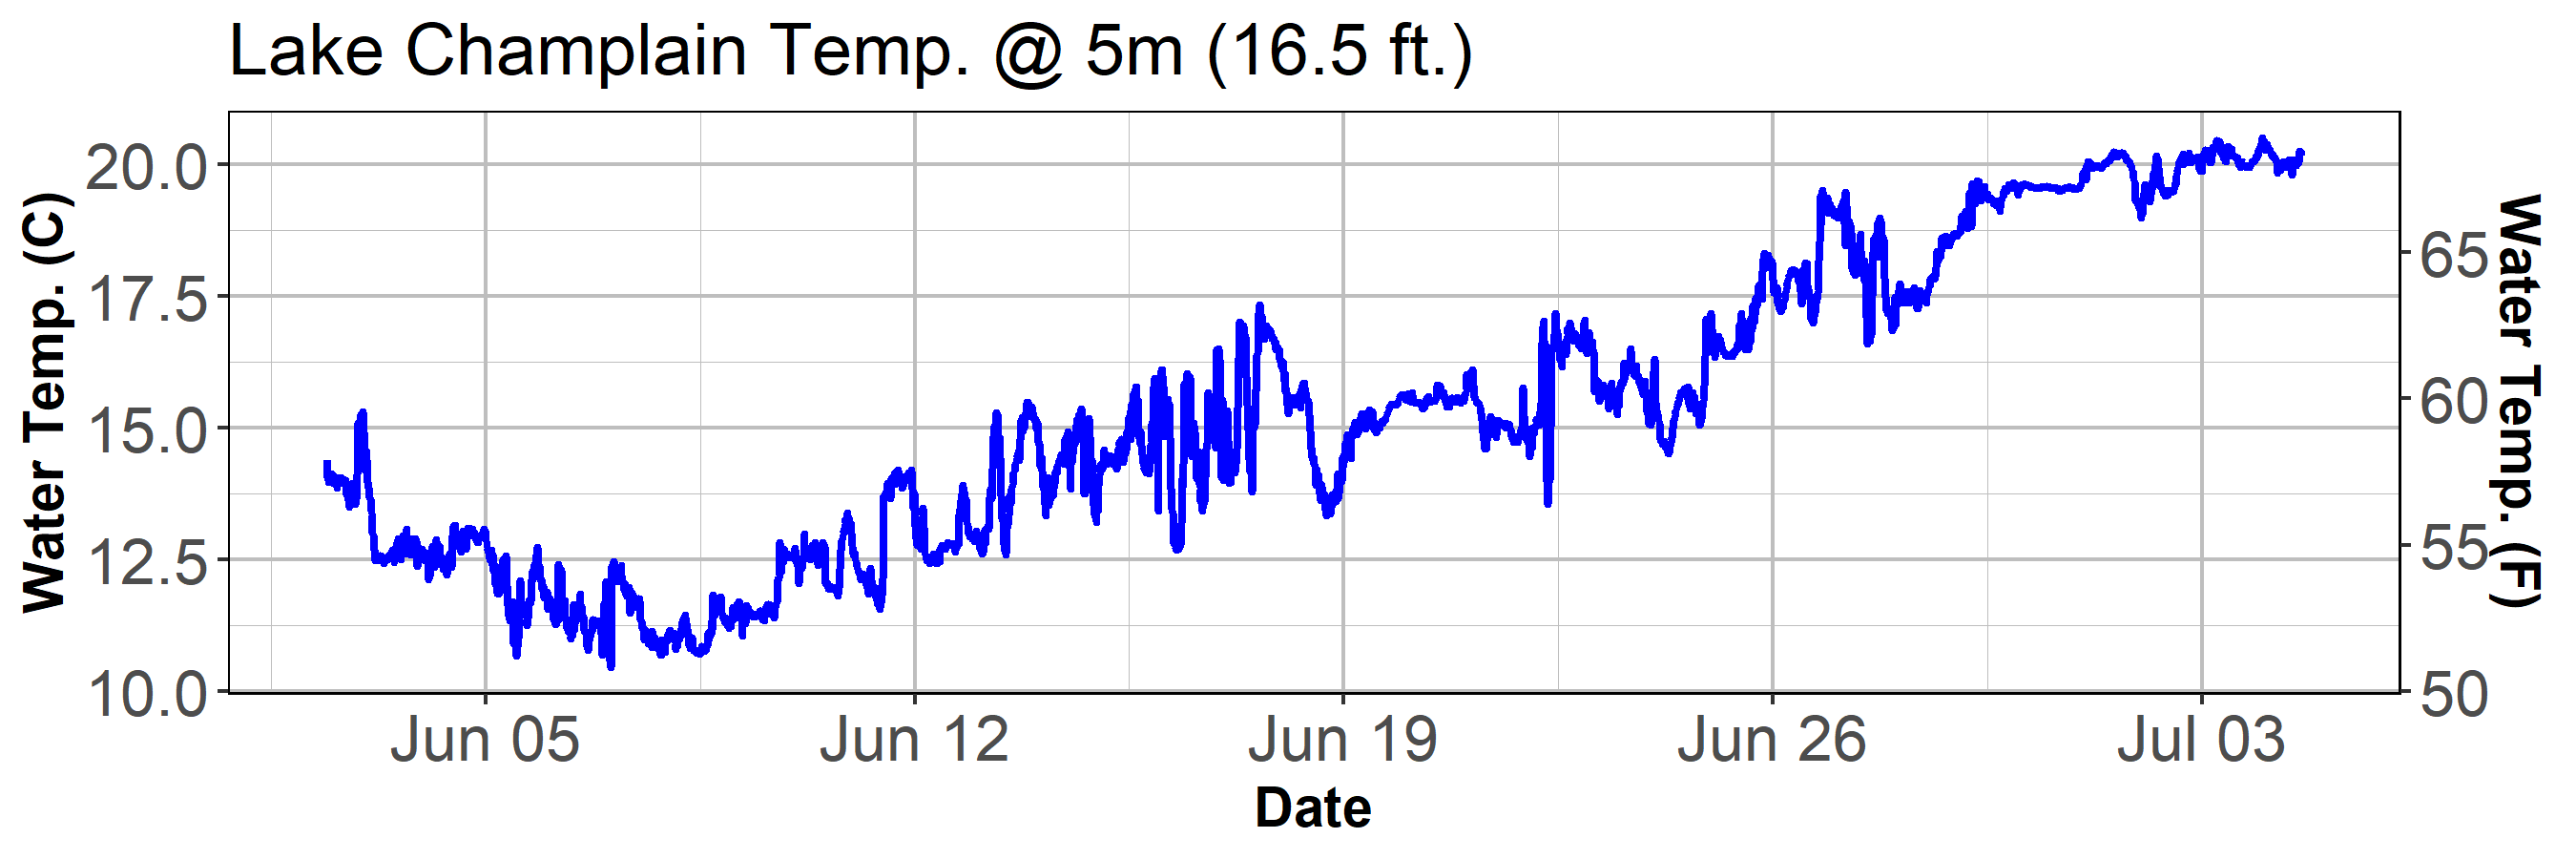 Lake Champlain Temp. @ 5m (16.5 ft.)
Water Temp. (C)
20.0
17.5
15.0
12.5
10.0
65
60
55
50
Water Temp. (F)
Jun 05 Jun 12 Jun 19 Jun 26 Jul 03
Date